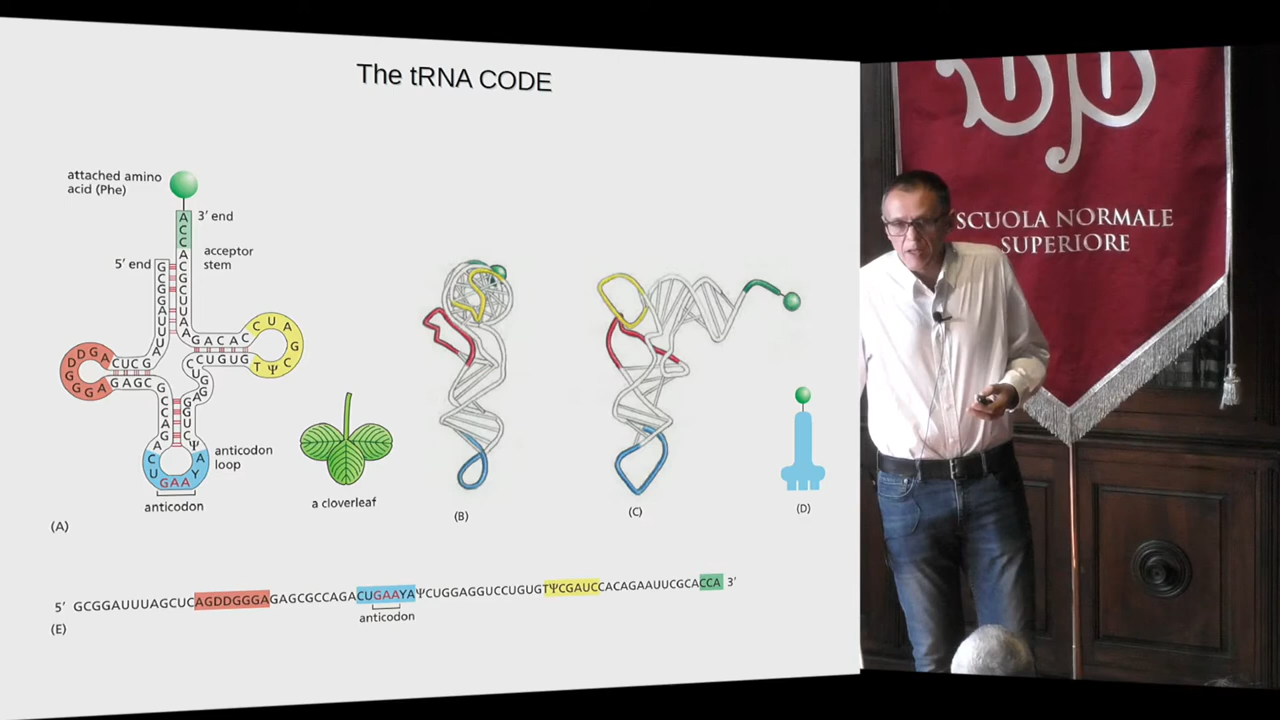 The tRNA CODE
attached amino
acid (Phe)
3′ end
A
C
C
A
acceptor
stem
5′ end
anticodon
loop
GAA
anticodon
a cloverleaf
(A)
(B)
(C)
(D)
5′ GCGGAUUUAGCUCAGDDGGGAGAGCGCCAGACUGAAYAΨCUGGAGGUCCUGUGTΨCGAUCCACAGAAUUCGCACCA 3′
anticodon
(E)
SCUOLA NORMALE
SUPERIORE